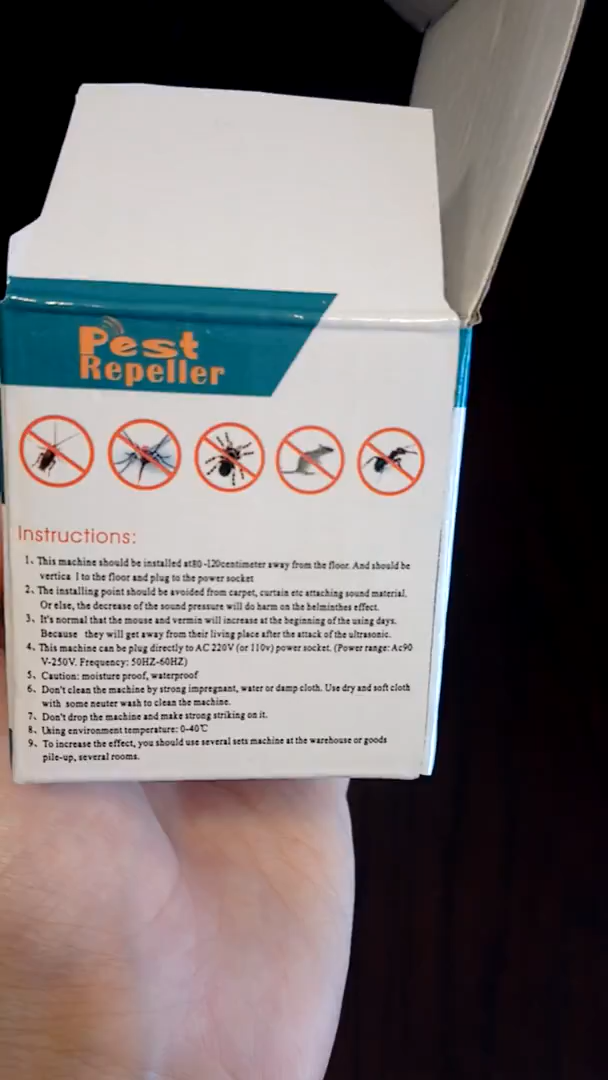 Pest
Repeller
Instructions:
1、This machine should be installed at80-120centimeter away from the floor. And should be
vertica l to the floor and plug to the power socket
2、The installing point should be avoided from carpet, curtain etc attaching sound material.
Or else, the decrease of the sound pressure will do harm on the helminthes effect.
3、It's normal that the mouse and vermin will increase at the beginning of the using days.
Because they will get away from their living place after the attack of the ultrasonic.
4、This machine can be plug directly to AC 220V (or 110v) power socket. (Power range: Ac90
V-250V. Frequency: 50HZ-60HZ)
5、Caution: moisture proof, waterproof
6、Don't clean the machine by strong impregnant, water or damp cloth. Use dry and soft cloth
with some neuter wash to clean the machine.
7、Don't drop the machine and make strong striking on it.
8、Using environment temperature: 0-40℃
9、To increase the effect, you should use several sets machine at the warehouse or goods
pile-up, several rooms.